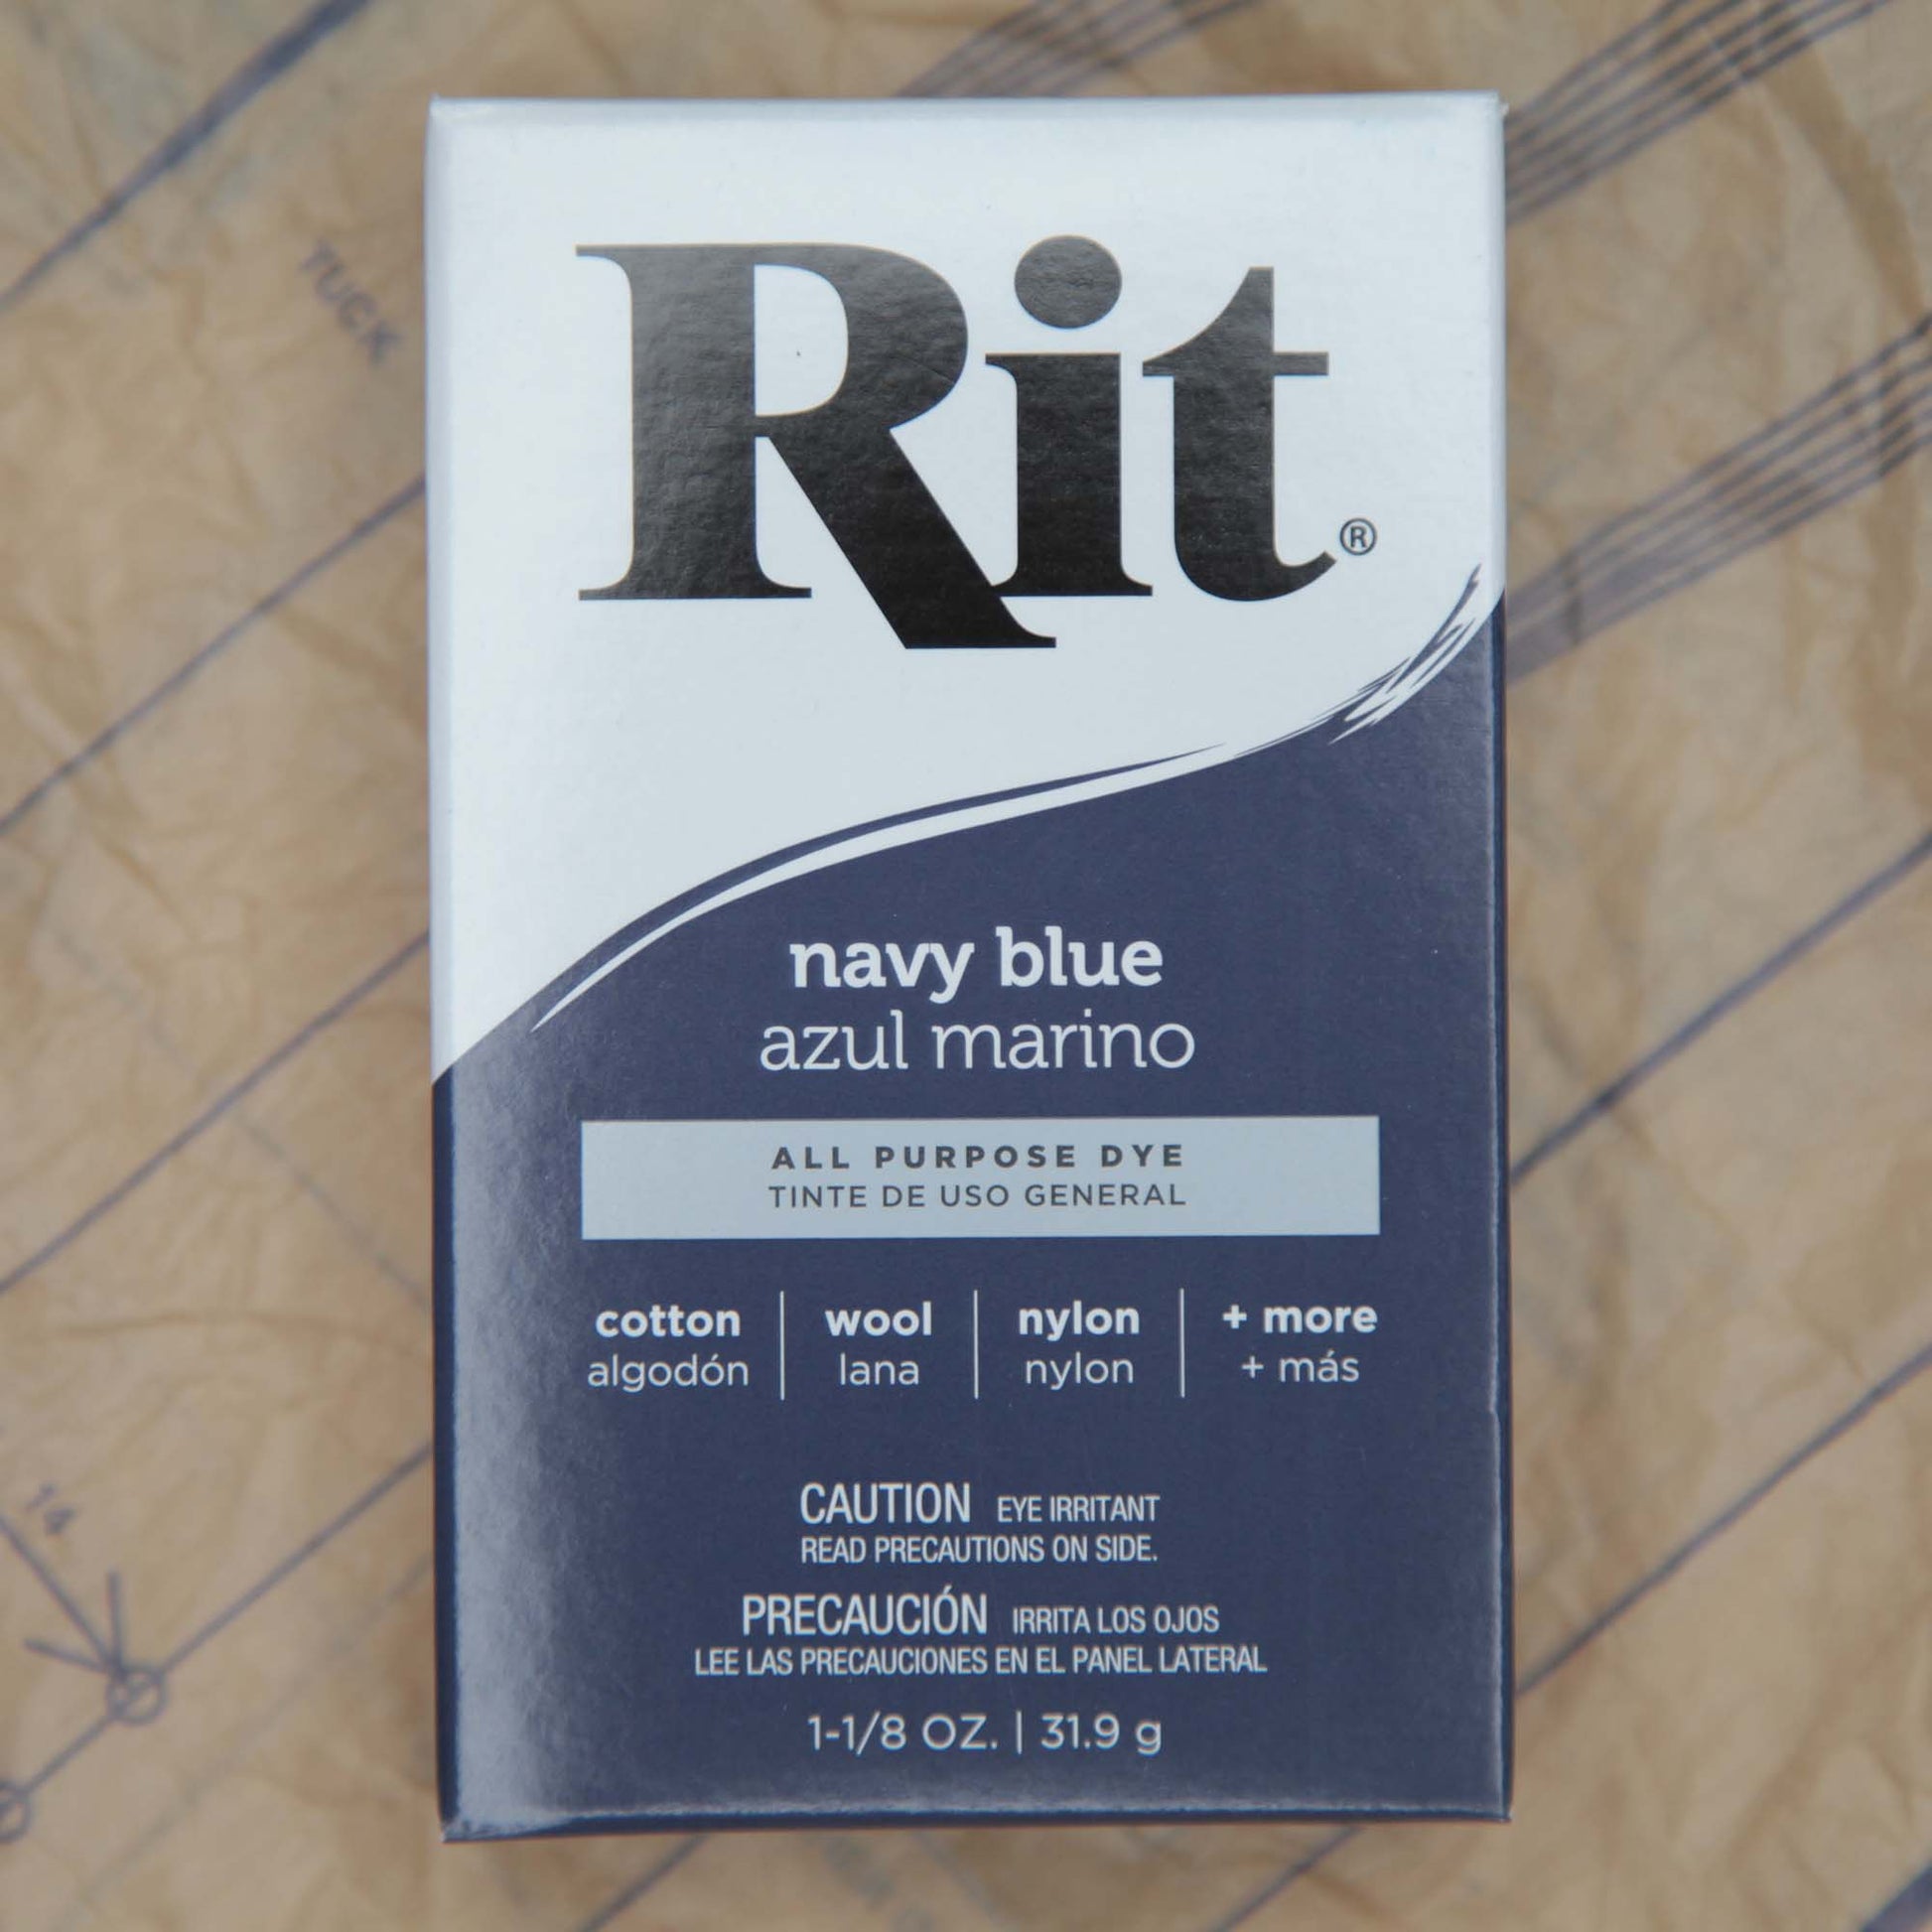 Rit®
navy blue
azul marino
ALL PURPOSE DYE
TINTE DE USO GENERAL
cotton wool nylon + more
algodón lana nylon + más
CAUTION EYE IRRITANT
READ PRECAUTIONS ON SIDE.
PRECAUCIÓN IRRITA LOS OJOS
LEE LAS PRECAUCIONES EN EL PANEL LATERAL
1-1/8 OZ. | 31.9 g
TUCK
14